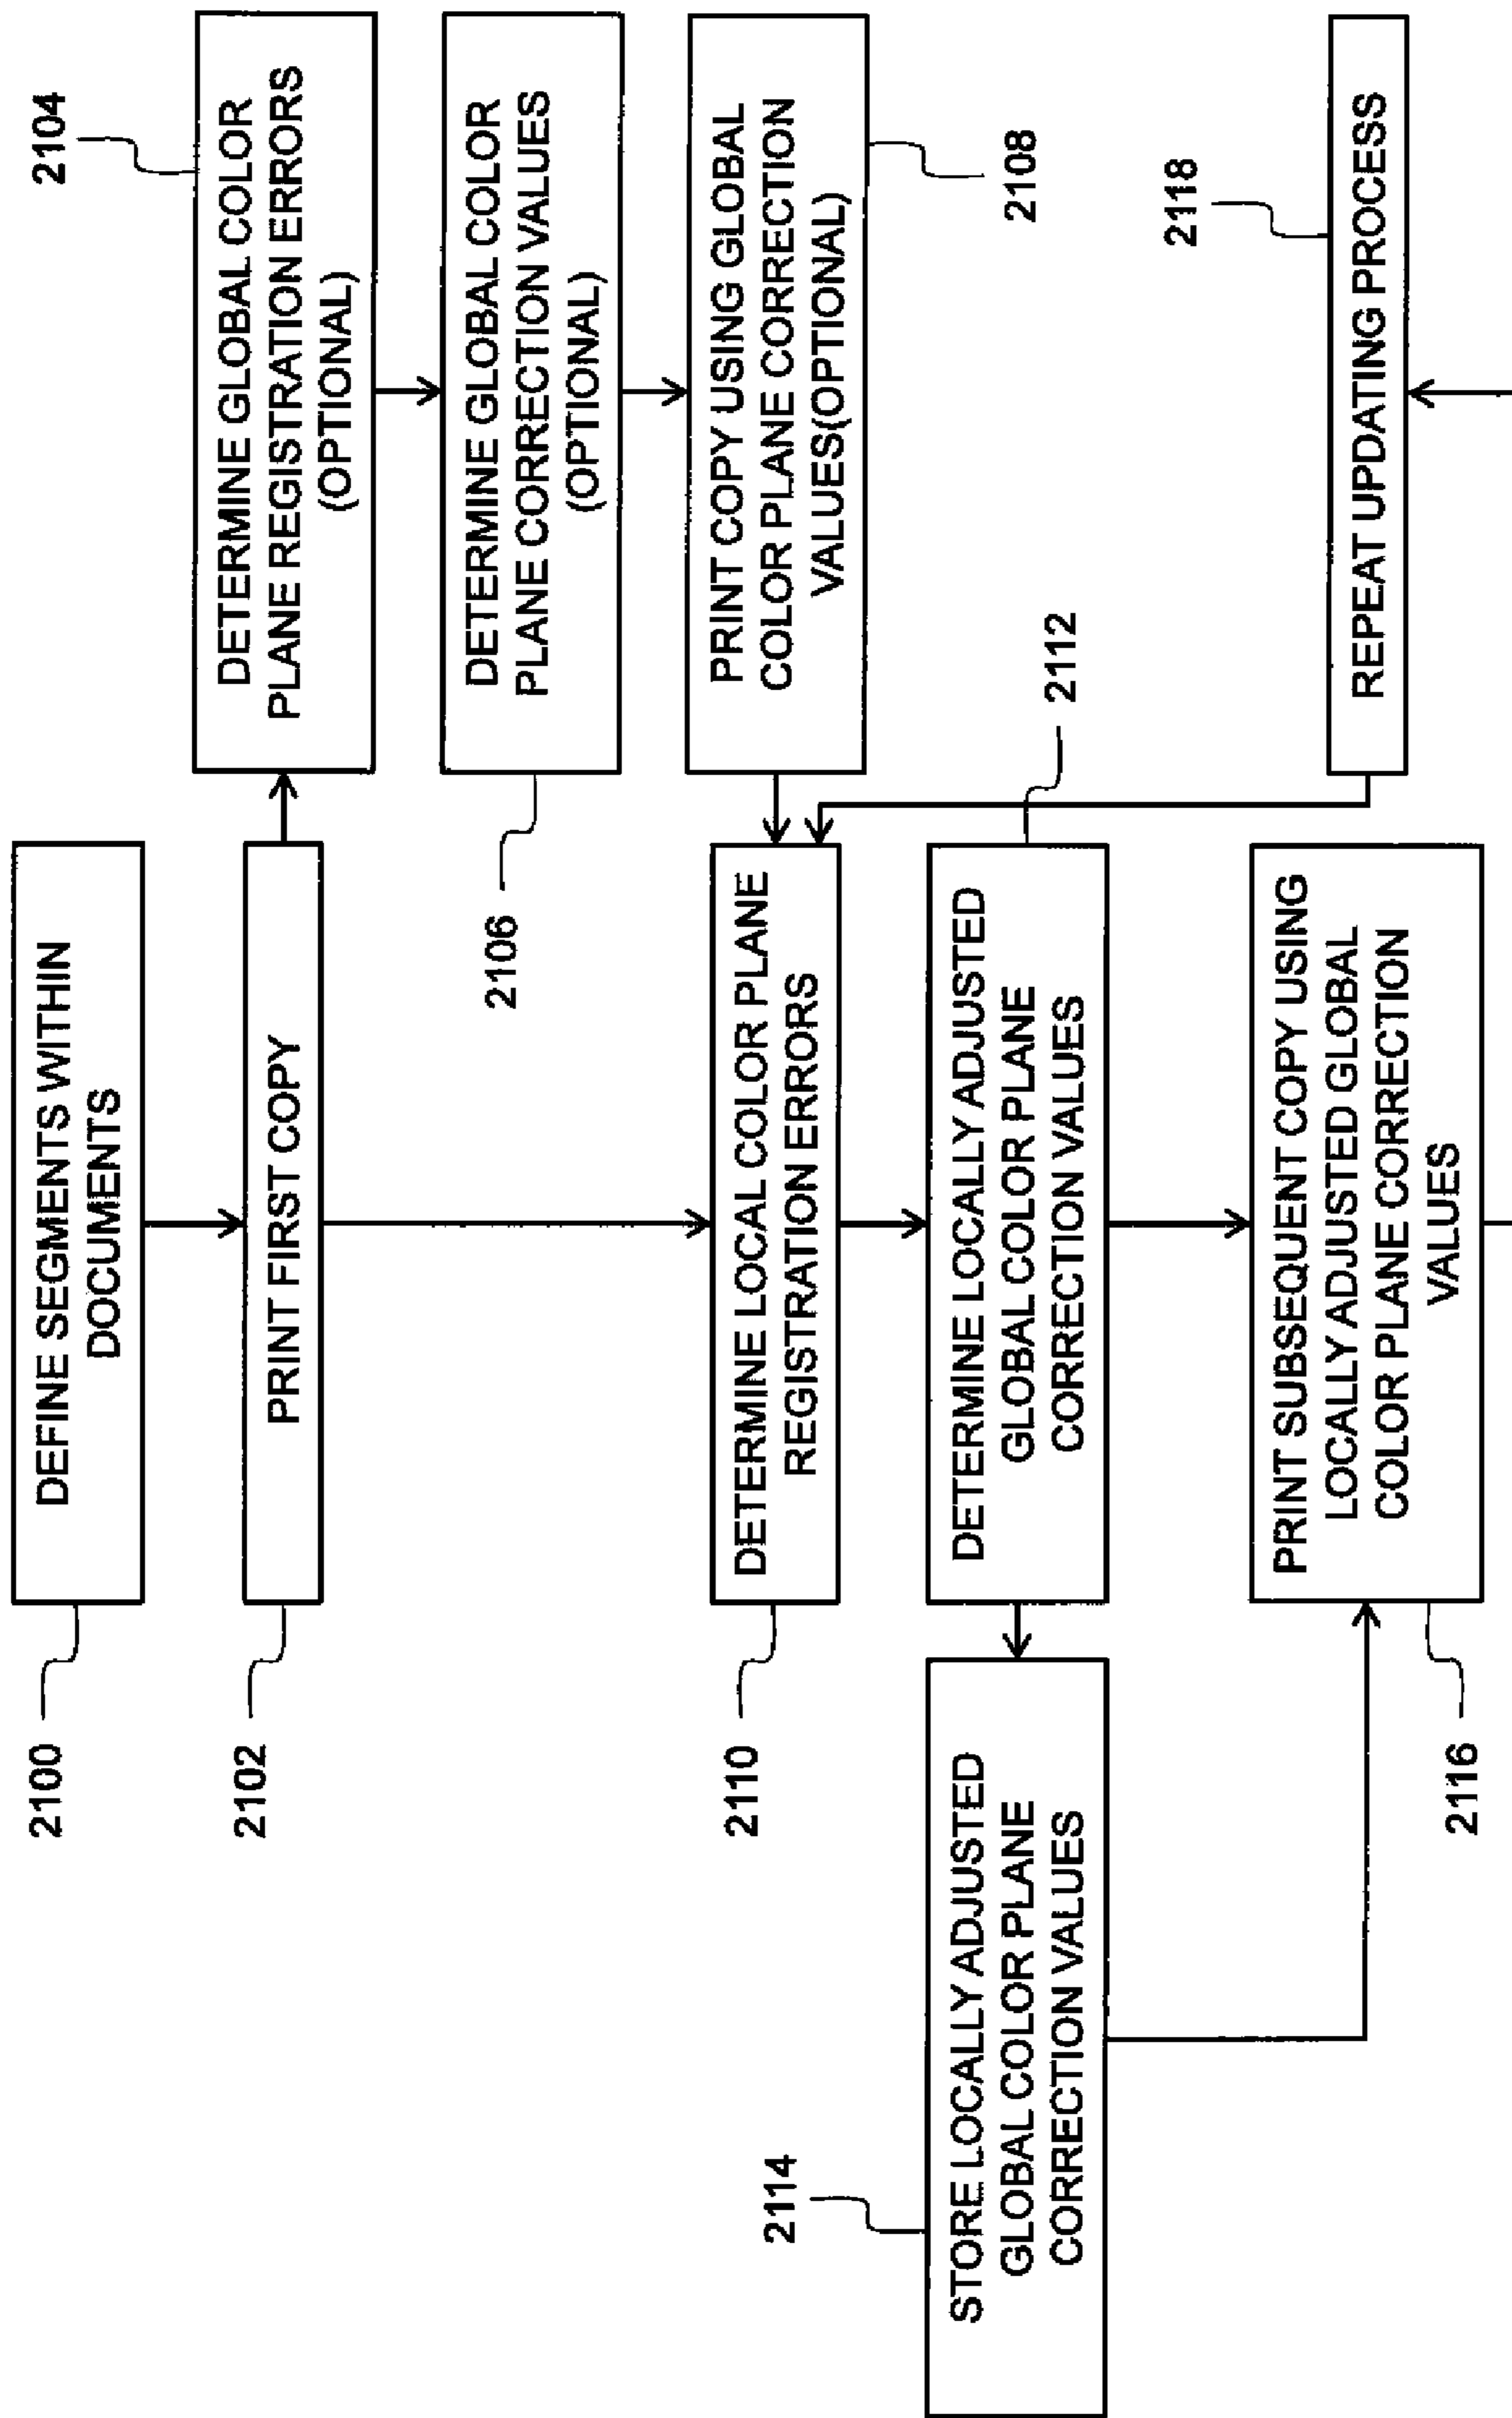 2100
DEFINE SEGMENTS WITHIN
DOCUMENTS
2102
PRINT FIRST COPY
2104
DETERMINE GLOBAL COLOR
PLANE REGISTRATION ERRORS
(OPTIONAL)
2106
DETERMINE GLOBAL COLOR
PLANE CORRECTION VALUES
(OPTIONAL)
PRINT COPY USING GLOBAL
COLOR PLANE CORRECTION
VALUES(OPTIONAL)
2108
2110
DETERMINE LOCAL COLOR PLANE
REGISTRATION ERRORS
2112
DETERMINE LOCALLY ADJUSTED
GLOBAL COLOR PLANE
CORRECTION VALUES
2114
STORE LOCALLY ADJUSTED
GLOBAL COLOR PLANE
CORRECTION VALUES
2116
PRINT SUBSEQUENT COPY USING
LOCALLY ADJUSTED GLOBAL
COLOR PLANE CORRECTION
VALUES
2118
REPEAT UPDATING PROCESS